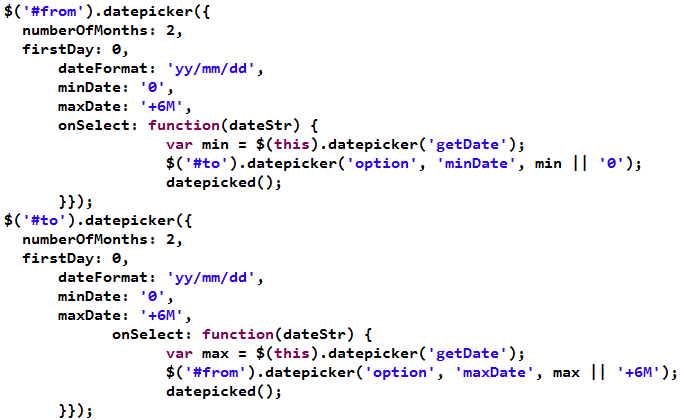 $('#from').datepicker({
  numberOfMonths: 2,
  firstDay: 0,
      dateFormat: 'yy/mm/dd',
      minDate: '0',
      maxDate: '+6M',
      onSelect: function(dateStr) {
                  var min = $(this).datepicker('getDate');
                  $('#to').datepicker('option', 'minDate', min || '0');
                  datepicked();
      }});
$('#to').datepicker({
  numberOfMonths: 2,
  firstDay: 0,
      dateFormat: 'yy/mm/dd',
      minDate: '0',
      maxDate: '+6M',
            onSelect: function(dateStr) {
                  var max = $(this).datepicker('getDate');
                  $('#from').datepicker('option', 'maxDate', max || '+6M');
                  datepicked();
      }});